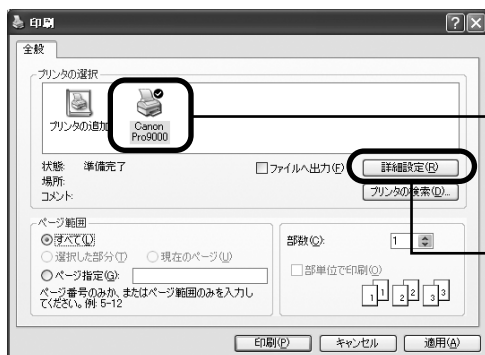 印刷
全般
プリンタの選択
プリンタの追加
Canon
Pro9000
状態: 準備完了
場所:
コメント:
ファイルへ出力(F)
詳細設定(R)
プリンタの検索(D)...
ページ範囲
すべて(L)
選択した部分(T)
現在のページ(U)
ページ指定(G):
ページ番号のみか、またはページ範囲のみを入力し
てください。例: 5-12
部数(C):
1
部単位で印刷(O)
1 1 2 2 3 3
印刷(P)
キャンセル
適用(A)